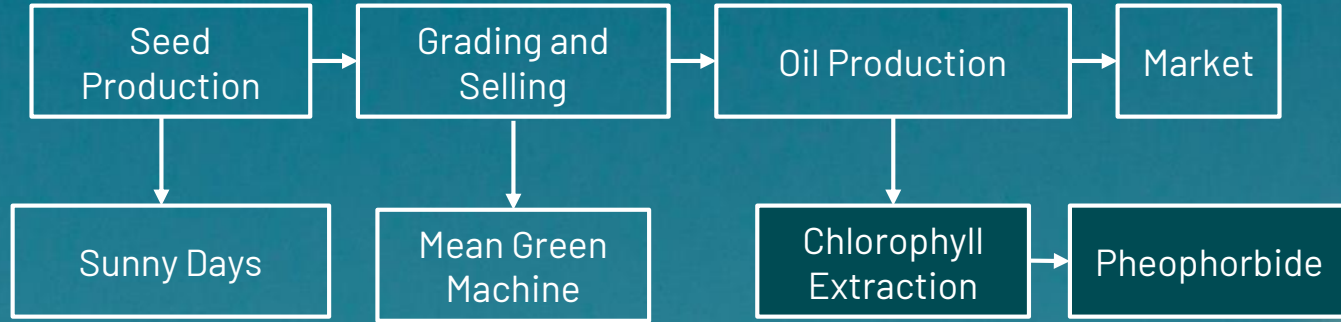 Seed
Production
Grading and
Selling
Oil Production
Market
Sunny Days
Mean Green
Machine
Chlorophyll
Extraction
Pheophorbide